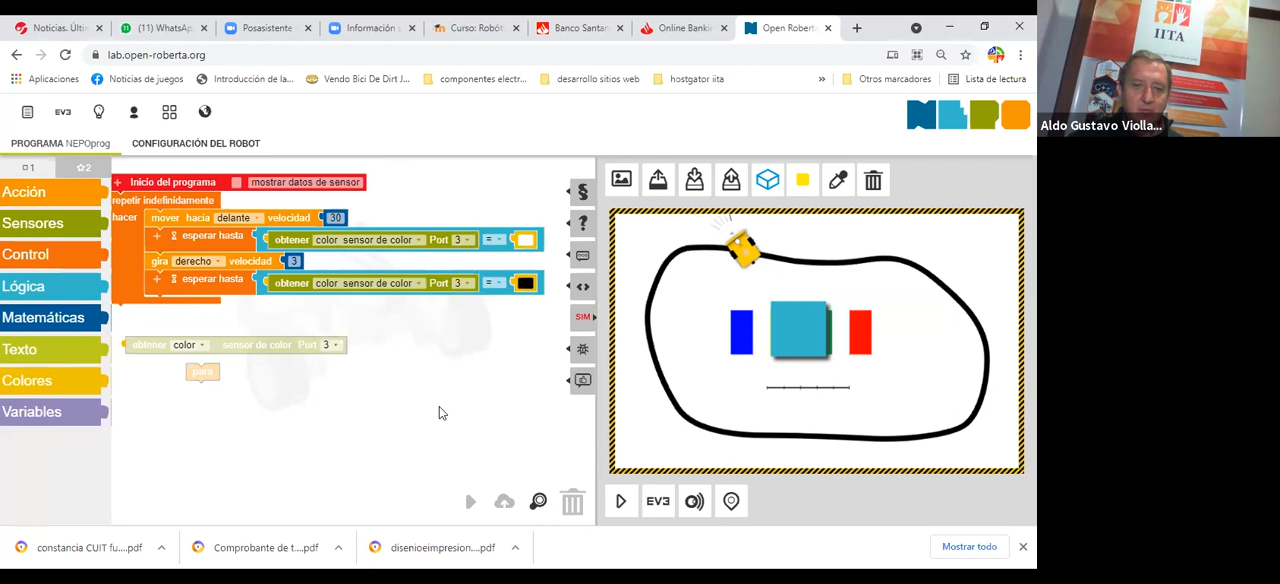 Noticias. Últin
(11) WhatsAp
Posasistente -
Información :
Curso: Robót
Banco Santan
Online Bankin
Open Roberta
lab.open-roberta.org
Aplicaciones
Noticias de juegos
Introducción de la...
Vendo Bici De Dirt J...
componentes electr...
desarrollo sitios web
hostgator iita
»
Otros marcadores
Lista de lectura
EV3
PROGRAMA NEPOprog
CONFIGURACIÓN DEL ROBOT
1
2
Acción
Sensores
Control
Lógica
Matemáticas
Texto
Colores
Variables
+ Inicio del programa mostrar datos de sensor
repetir indefinidamente
hacer mover hacia delante velocidad 30
+ esperar hasta obtener color sensor de color Port 3 =
gira derecho velocidad 3
+ esperar hasta obtener color sensor de color Port 3 =
obtener color sensor de color Port 3
para
§
?
<>
SIM
EV3
constancia CUIT fu....pdf
Comprobante de t....pdf
disenioeimpresion....pdf
Mostrar todo
IITA
C++
Aldo Gustavo Violla...